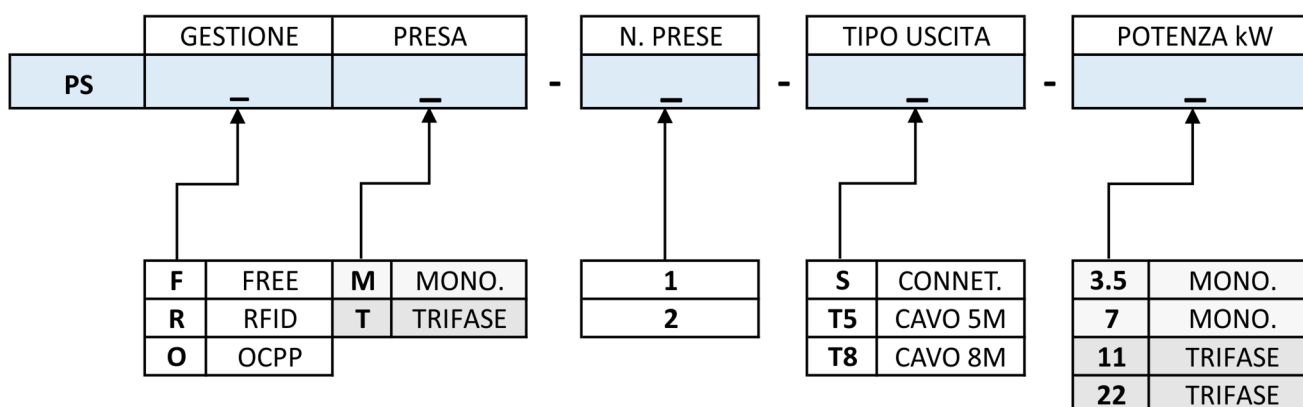 GESTIONE PRESA N. PRESE TIPO USCITA POTENZA kW
PS _ _ - _ - _ - _
F FREE M MONO. 1 S CONNET. 3.5 MONO.
R RFID T TRIFASE 2 T5 CAVO 5M 7 MONO.
O OCPP T8 CAVO 8M 11 TRIFASE
22 TRIFASE